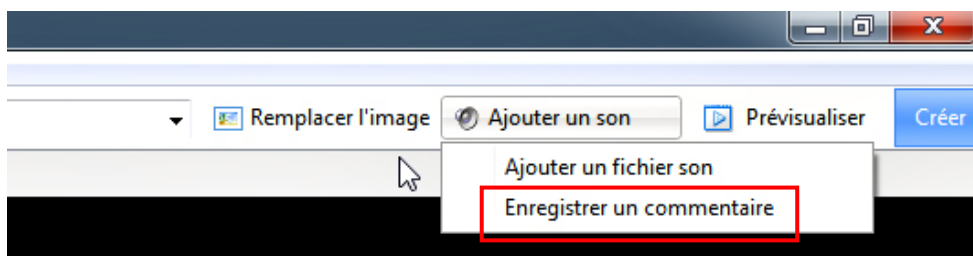 Remplacer l'image Ajouter un son Prévisualiser Créer
Ajouter un fichier son
Enregistrer un commentaire